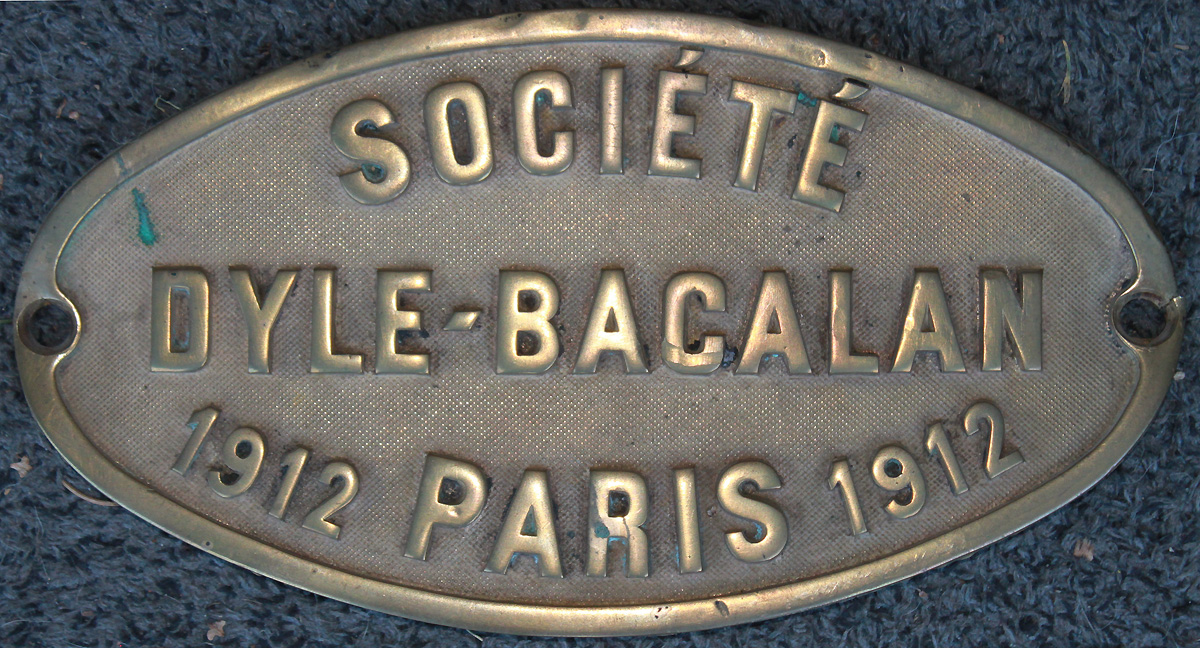 SOCIÉTÉ
DYLE-BACALAN
1912 PARIS 1912